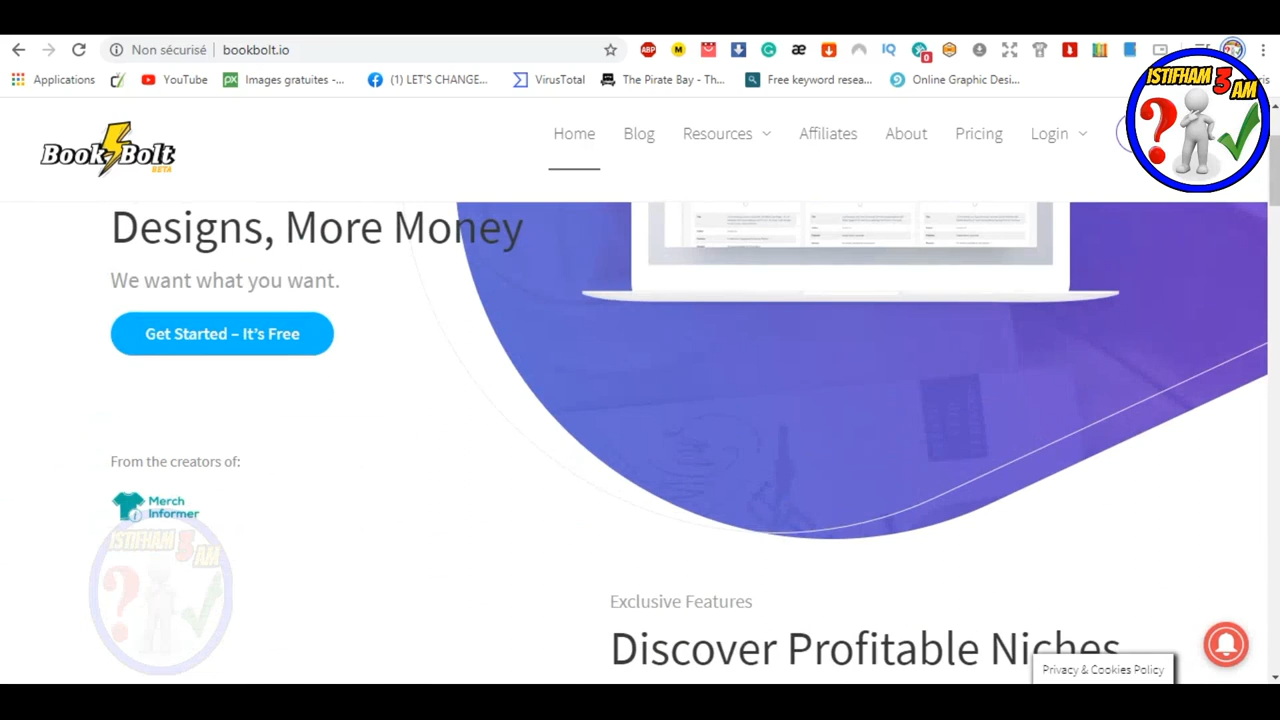 Non sécurisé | bookbolt.io
Applications
YouTube
Images gratuites -...
(1) LET'S CHANGE...
VirusTotal
The Pirate Bay - Th...
Free keyword resea...
Online Graphic Desi...
ISTIFHAM 3 AM
Book Bolt
BETA
Home
Blog
Resources
Affiliates
About
Pricing
Login
Designs, More Money
We want what you want.
Get Started – It's Free
From the creators of:
Merch
Informer
ISTIFHAM 3 AM
Exclusive Features
Discover Profitable Niches
Privacy & Cookies Policy